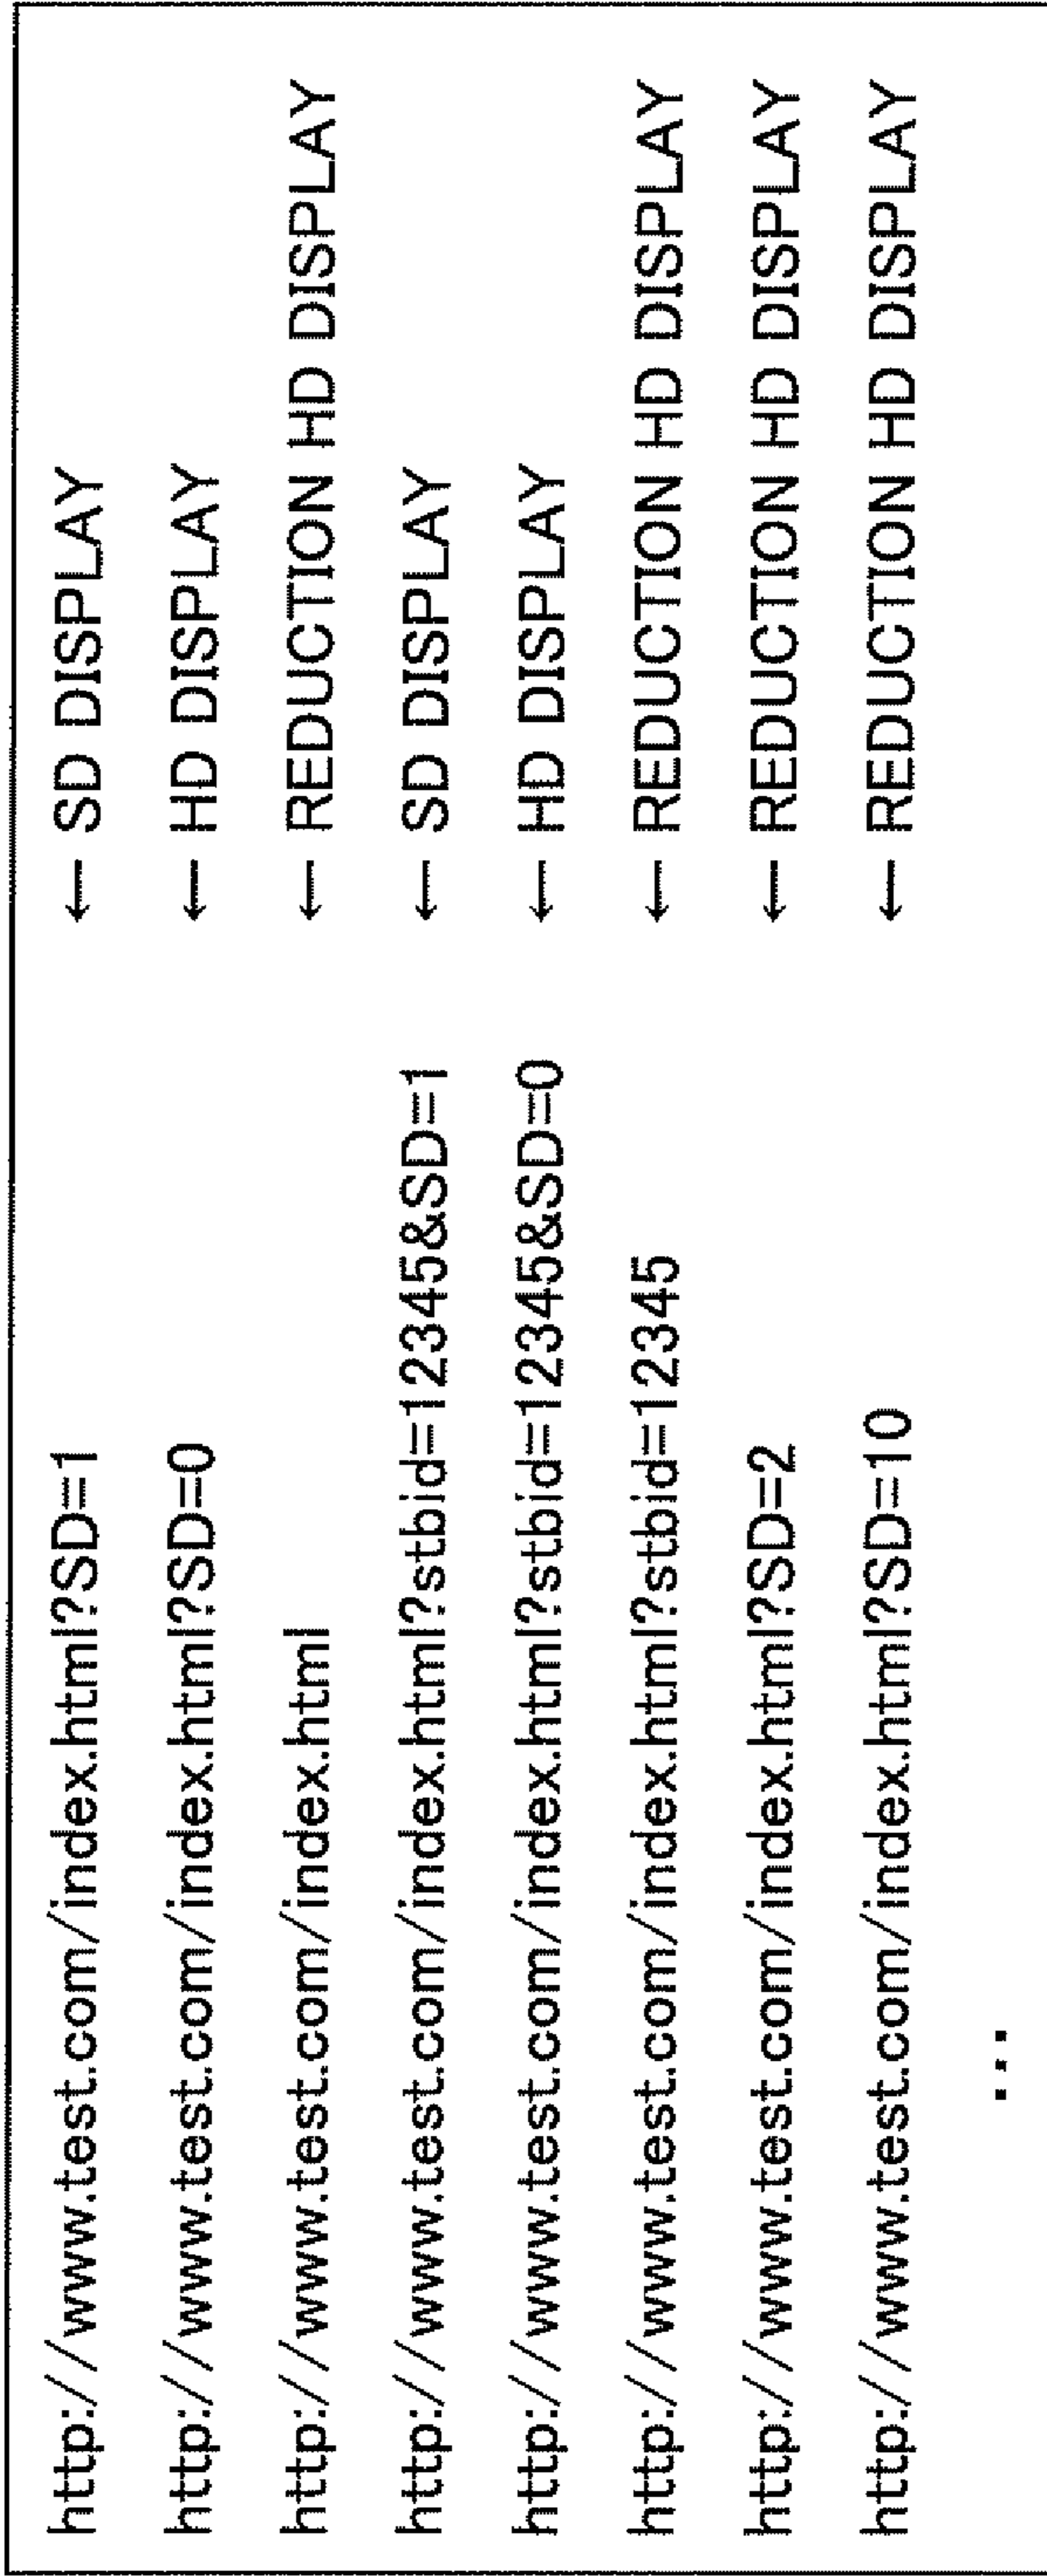 http://www.test.com/index.html?SD=1 ← SD DISPLAY
http://www.test.com/index.html?SD=0 ← HD DISPLAY
http://www.test.com/index.html ← REDUCTION HD DISPLAY
http://www.test.com/index.html?stbid=12345&SD=1 ← SD DISPLAY
http://www.test.com/index.html?stbid=12345&SD=0 ← HD DISPLAY
http://www.test.com/index.html?stbid=12345 ← REDUCTION HD DISPLAY
http://www.test.com/index.html?SD=2 ← REDUCTION HD DISPLAY
http://www.test.com/index.html?SD=10 ← REDUCTION HD DISPLAY
...